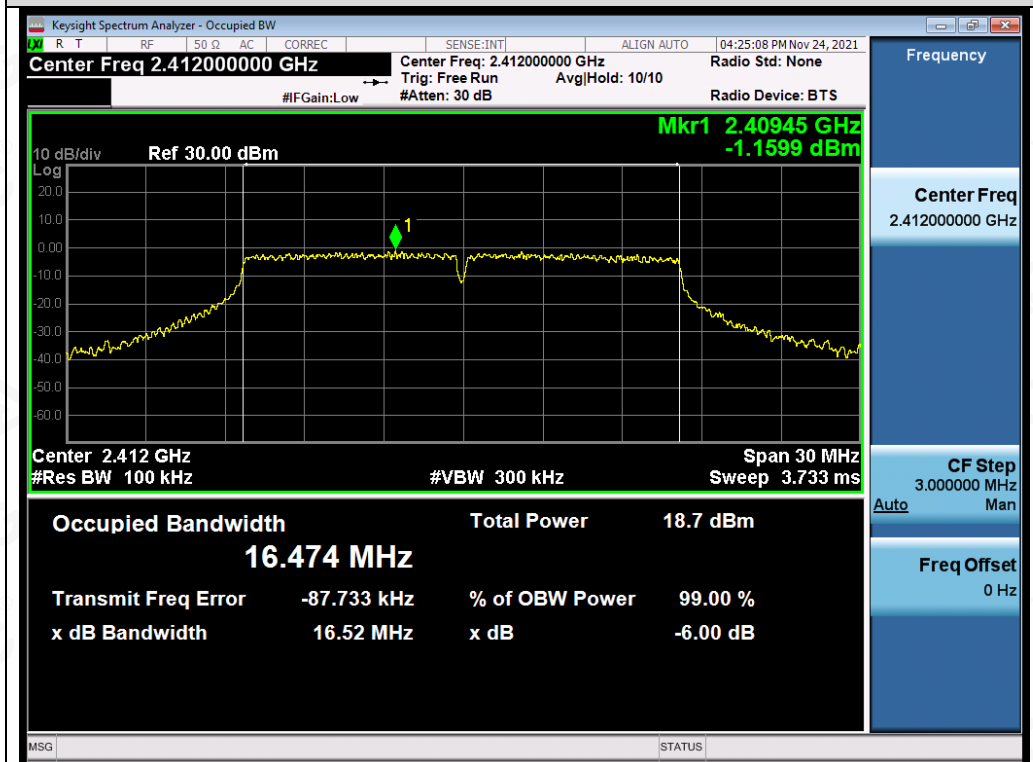 Keysight Spectrum Analyzer - Occupied BW
LXI R T RF 50 Ω AC CORREC SENSE:INT ALIGN AUTO 04:25:08 PM Nov 24, 2021
Center Freq 2.412000000 GHz Center Freq: 2.412000000 GHz Radio Std: None
Trig: Free Run Avg|Hold: 10/10
#IFGain:Low #Atten: 30 dB Radio Device: BTS
Mkr1 2.40945 GHz
10 dB/div Ref 30.00 dBm -1.1599 dBm
Log
20.0
10.0
1
0.00
-10.0
-20.0
-30.0
-40.0
-50.0
-60.0
Center 2.412 GHz Span 30 MHz
#Res BW 100 kHz #VBW 300 kHz Sweep 3.733 ms
Occupied Bandwidth Total Power 18.7 dBm
16.474 MHz
Transmit Freq Error -87.733 kHz % of OBW Power 99.00 %
x dB Bandwidth 16.52 MHz x dB -6.00 dB
Frequency
Center Freq
2.412000000 GHz
CF Step
3.000000 MHz
Auto Man
Freq Offset
0 Hz
MSG STATUS